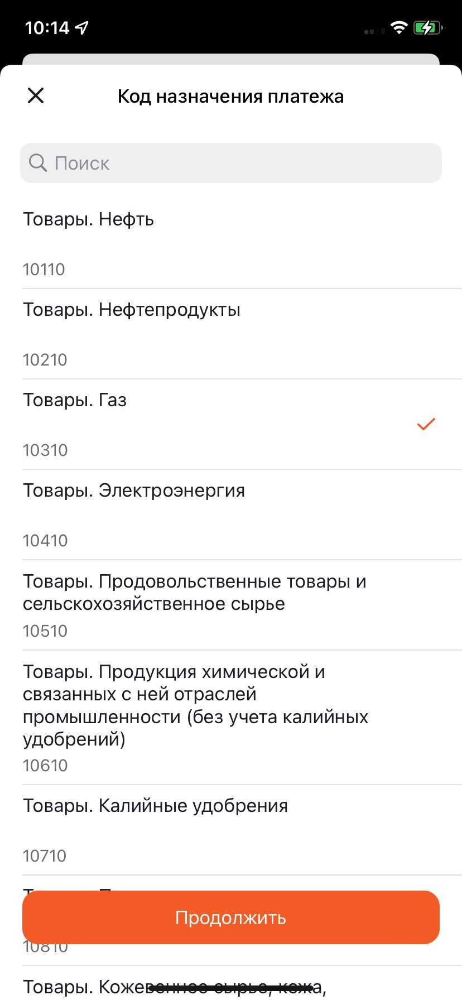 10:14
Код назначения платежа
Поиск
Товары. Нефть
10110
Товары. Нефтепродукты
10210
Товары. Газ
10310
Товары. Электроэнергия
10410
Товары. Продовольственные товары и
сельскохозяйственное сырье
10510
Товары. Продукция химической и
связанных с ней отраслей
промышленности (без учета калийных
удобрений)
10610
Товары. Калийные удобрения
10710
Продолжить
10810
Товары. Кожевенное сырье, кожа,